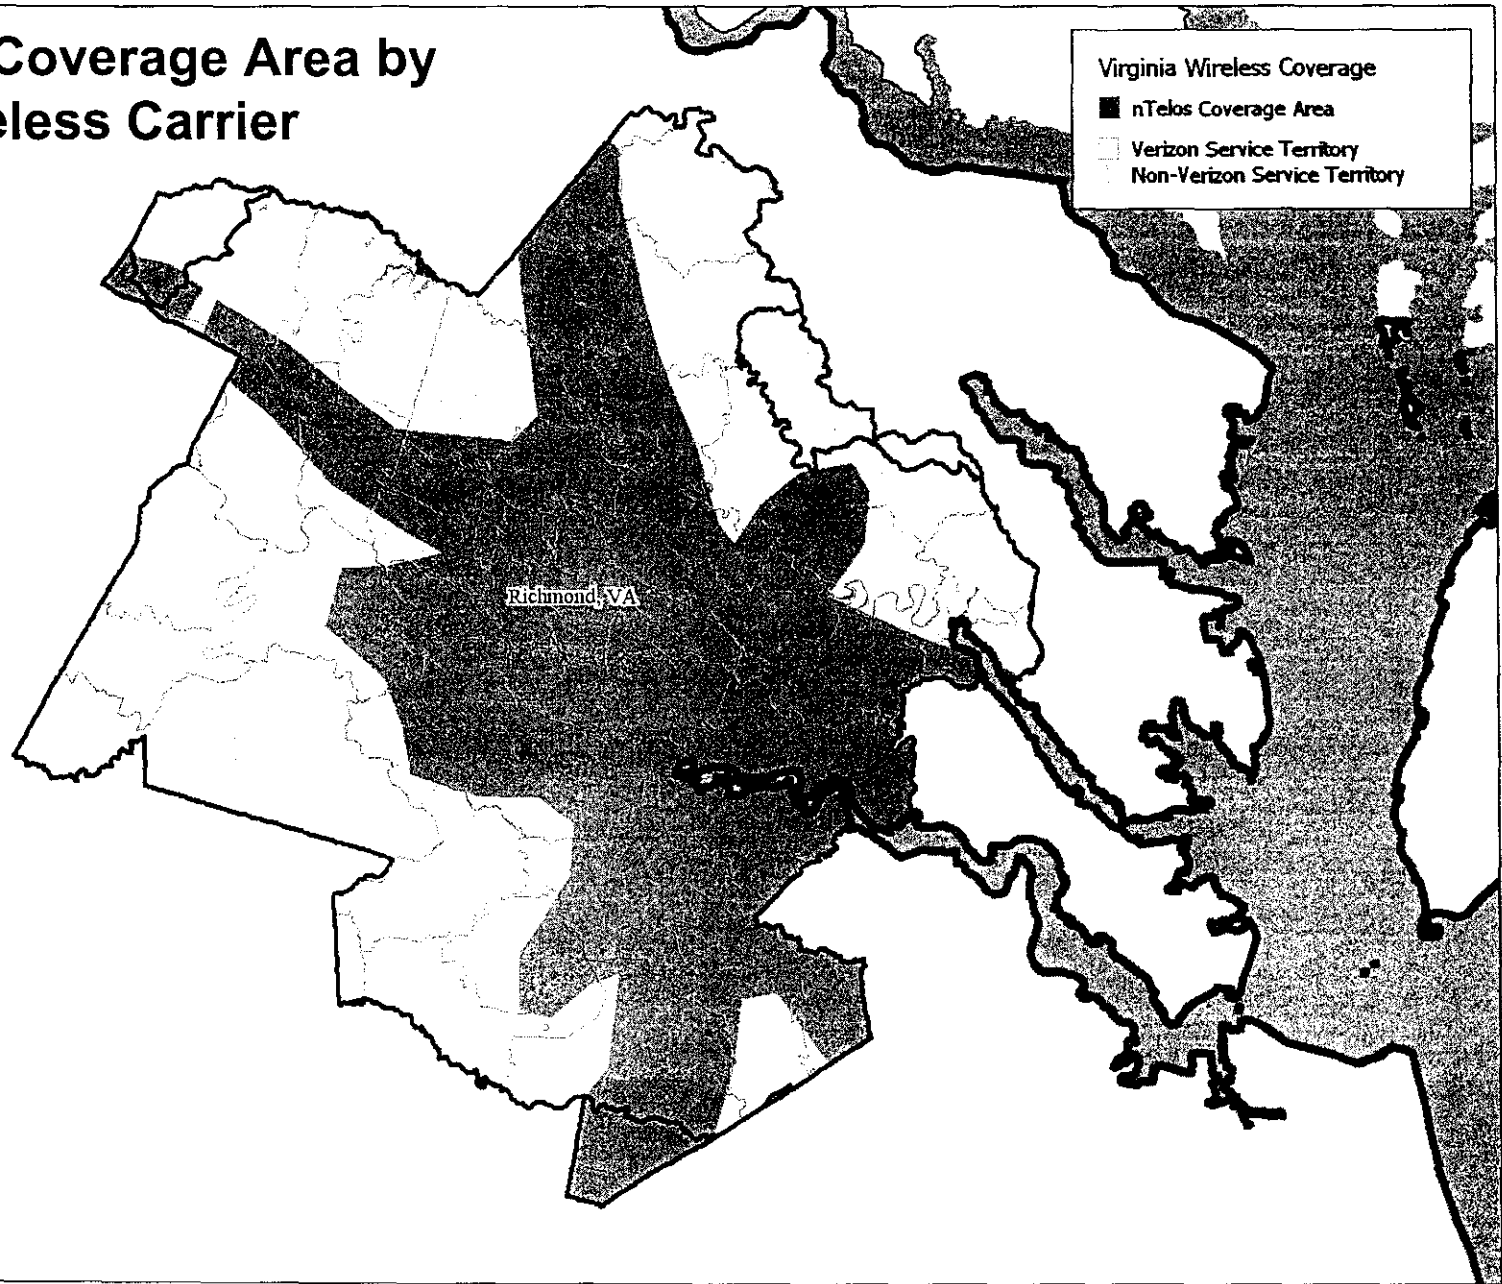 Coverage Area by
eless Carrier
Virginia Wireless Coverage
nTelos Coverage Area
Verizon Service Territory
Non-Verizon Service Territory
Richmond, VA